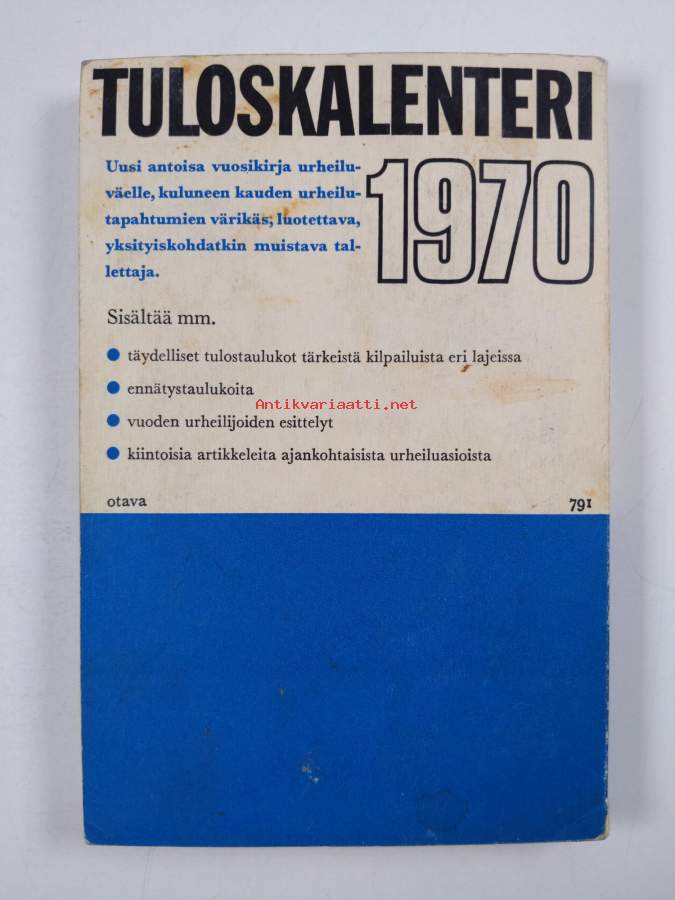 TULOSKALENTERI
1970
Uusi antoisa vuosikirja urheilu-
väelle, kuluneen kauden urheilu-
tapahtumien värikäs, luotettava,
yksityiskohdatkin muistava tal-
lettaja.
Sisältää mm.
● täydelliset tulostaulukot tärkeistä kilpailuista eri lajeissa
● ennätystaulukoita
Antikvariaatti.net
● vuoden urheilijoiden esittelyt
● kiintoisia artikkeleita ajankohtaisista urheiluasioista
otava 791